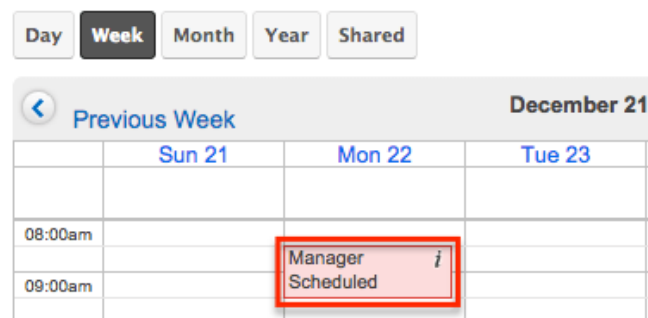 Day Week Month Year Shared
Previous Week December 21
Sun 21 Mon 22 Tue 23
08:00am
Manager i
Scheduled
09:00am